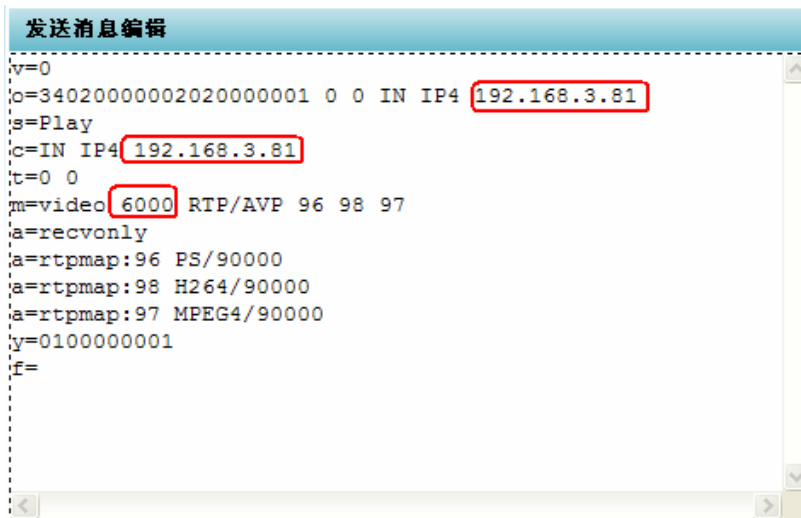 发送消息编辑
v=0
o=34020000002020000001 0 0 IN IP4 192.168.3.81
s=Play
c=IN IP4 192.168.3.81
t=0 0
m=video 6000 RTP/AVP 96 98 97
a=recvonly
a=rtpmap:96 PS/90000
a=rtpmap:98 H264/90000
a=rtpmap:97 MPEG4/90000
y=0100000001
f=